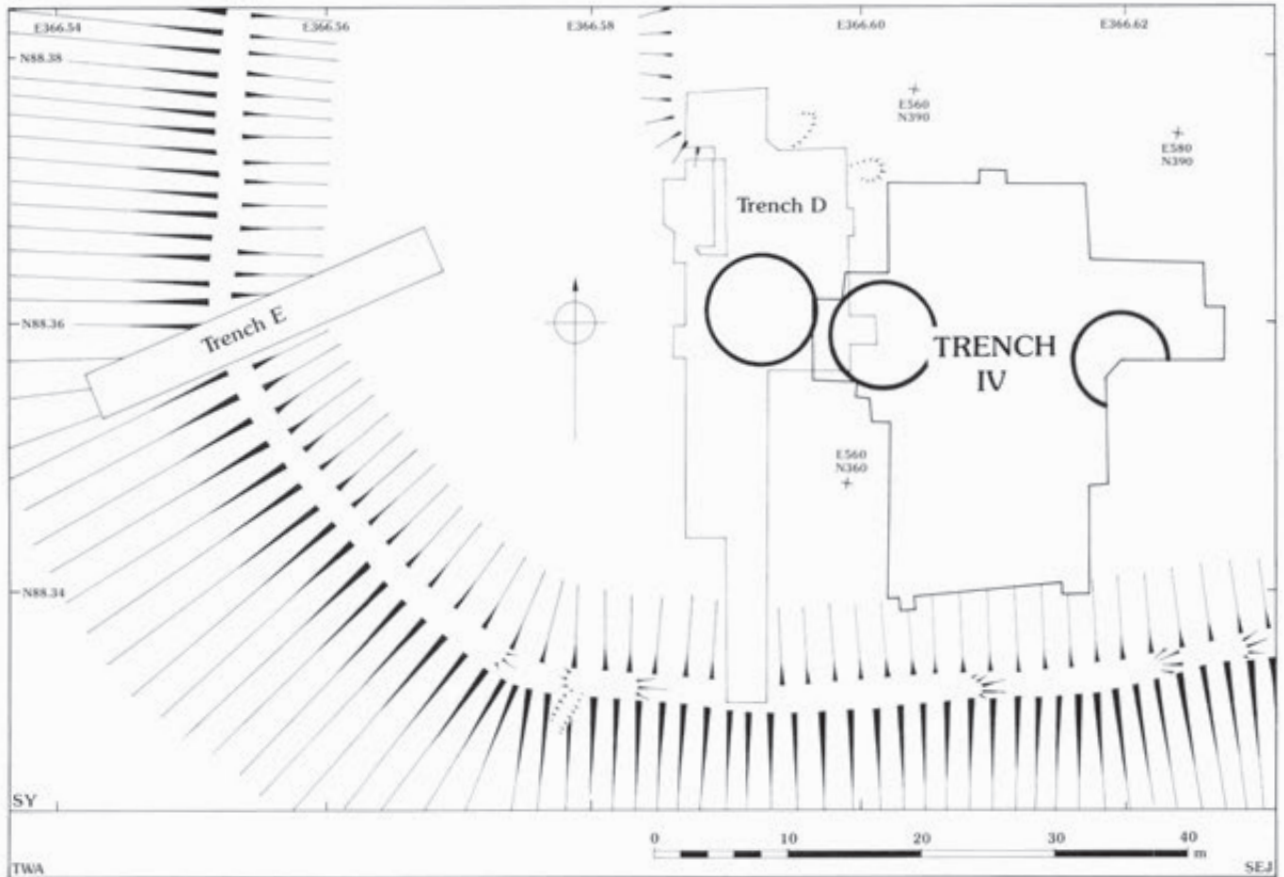 E366.54 E366.56 E366.58 E366.60 E366.62
N88.38
E560
N390
E580
N390
Trench D
N88.36
Trench E
TRENCH
IV
E560
N360
N88.34
SY
0 10 20 30 40
m
TWA SEJ